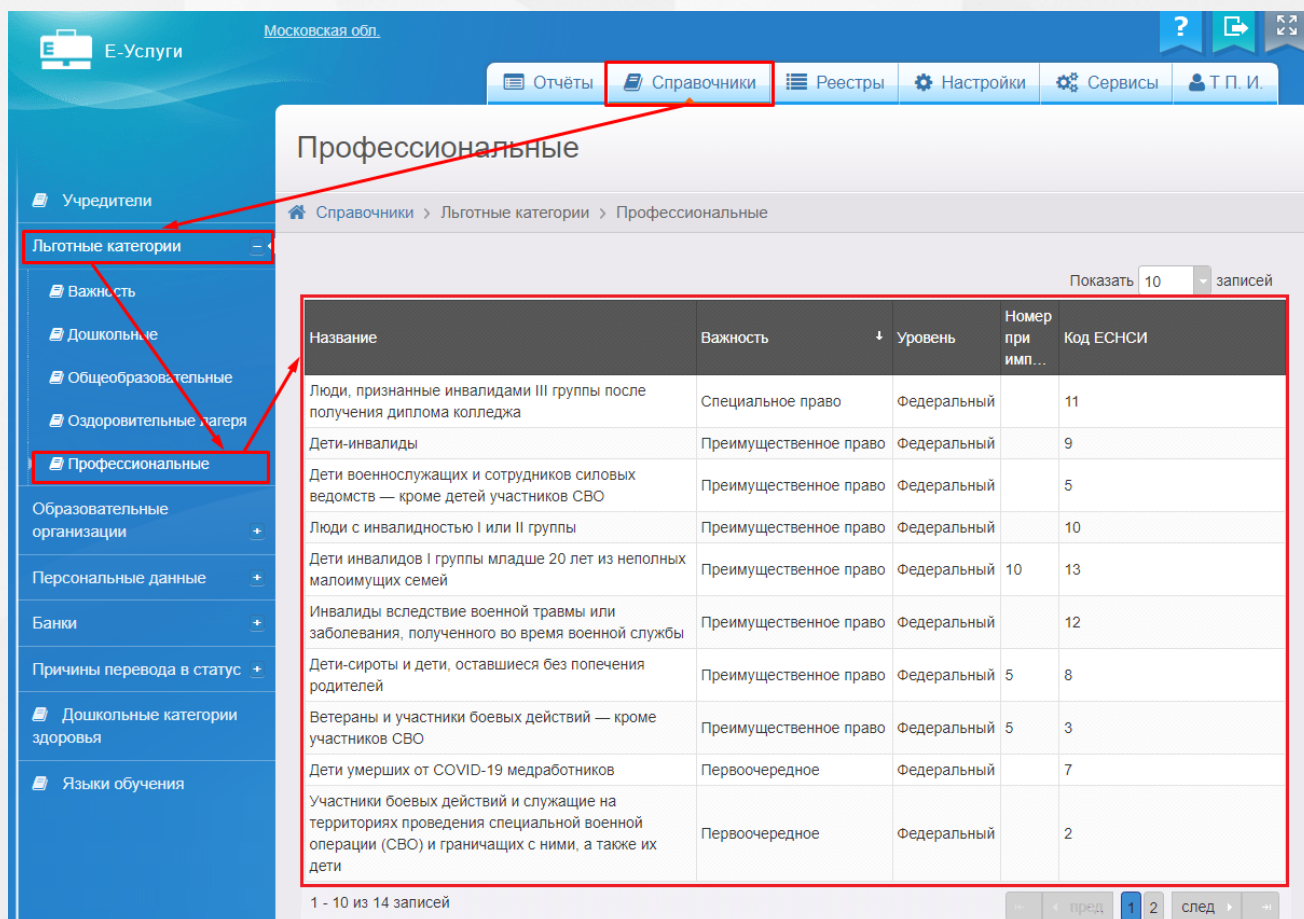 Московская обл.
?
E
Е-Услуги
Отчёты
Справочники
Реестры
Настройки
Сервисы
Т П. И.
Профессиональные
Учредители
Справочники > Льготные категории > Профессиональные
Льготные категории
Важность
Дошкольные
Общеобразовательные
Оздоровительные лагеря
Профессиональные
Образовательные
организации
Персональные данные
Банки
Причины перевода в статус
Дошкольные категории
здоровья
Языки обучения
Показать 10 записей
Название Важность Уровень Номер при имп... Код ЕСНСИ
Люди, признанные инвалидами III группы после
получения диплома колледжа
Специальное право Федеральный 11
Дети-инвалиды Преимущественное право Федеральный 9
Дети военнослужащих и сотрудников силовых
ведомств — кроме детей участников СВО
Преимущественное право Федеральный 5
Люди с инвалидностью I или II группы Преимущественное право Федеральный 10
Дети инвалидов I группы младше 20 лет из неполных
малоимущих семей
Преимущественное право Федеральный 10 13
Инвалиды вследствие военной травмы или
заболевания, полученного во время военной службы
Преимущественное право Федеральный 12
Дети-сироты и дети, оставшиеся без попечения
родителей
Преимущественное право Федеральный 5 8
Ветераны и участники боевых действий — кроме
участников СВО
Преимущественное право Федеральный 5 3
Дети умерших от COVID-19 медработников Первоочередное Федеральный 7
Участники боевых действий и служащие на
территориях проведения специальной военной
операции (СВО) и граничащих с ними, а также их
дети
Первоочередное Федеральный 2
1 - 10 из 14 записей
пред 1 2 след